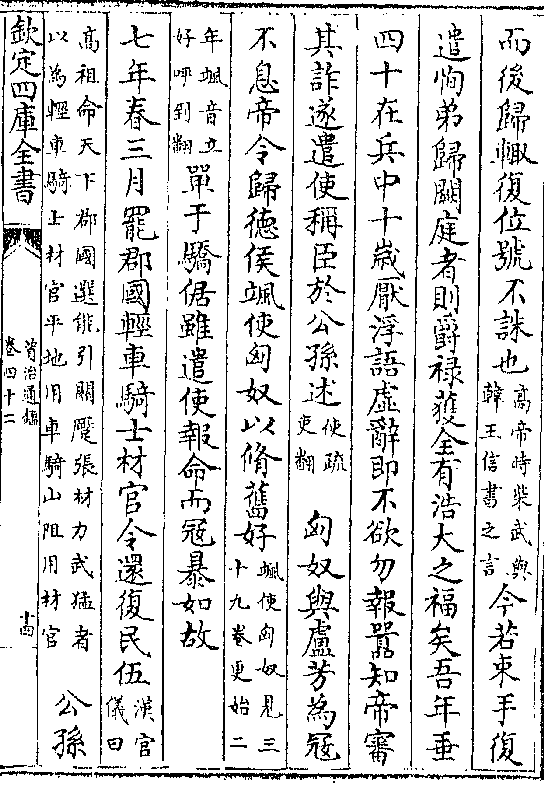 而後歸輙復位號不誅也高帝時柴武與韓王信書之言今若束手復
遣恂弟歸闕庭者則爵禄獲全有浩大之福矣吾年垂
四十在兵中十嵗厭浮語虛辭即不欲勿報嚻知帝審
其詐遂遣使稱臣於公孫述使疏吏翻匈奴與盧芳為冦
不息帝令歸德侯颯使匈奴以脩舊好颯使匈奴見三十九卷更始二
年颯音立好呼到翻單于驕倨雖遣使報命而冦暴如故
七年春三月罷郡國輕車騎士材官令還復民伍漢官儀曰
高祖命天下郡國選能引關蹷張材力武猛者以為輕車騎士材官平地用車騎山阻用材官公孫
欽定四庫全書
資治通鑑
卷四十二
十四